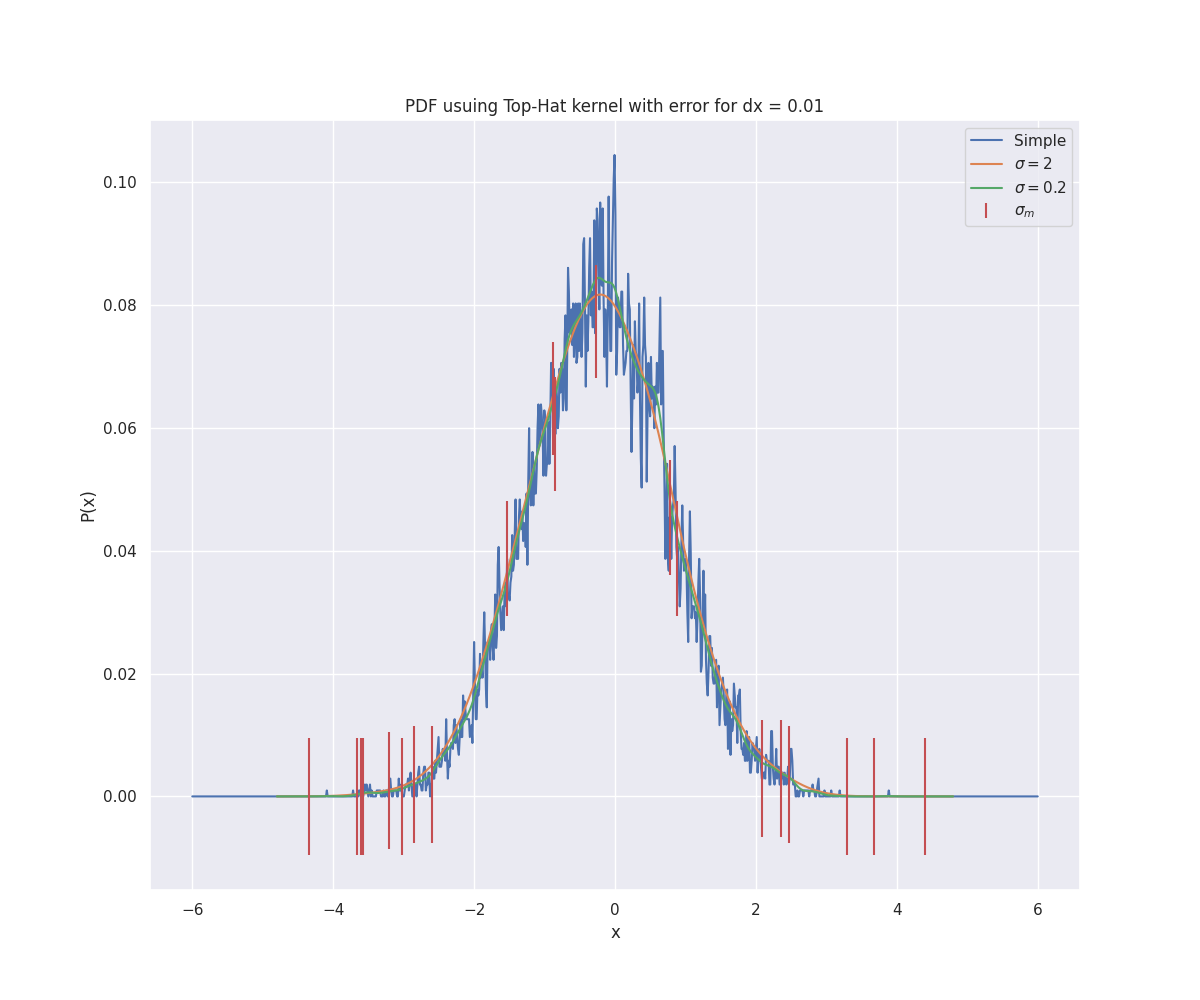 PDF usuing Top-Hat kernel with error for dx = 0.01
Simple
σ = 2
σ = 0.2
σ_m
0.10
0.08
0.06
0.04
0.02
0.00
P(x)
−6 −4 −2 0 2 4 6
x